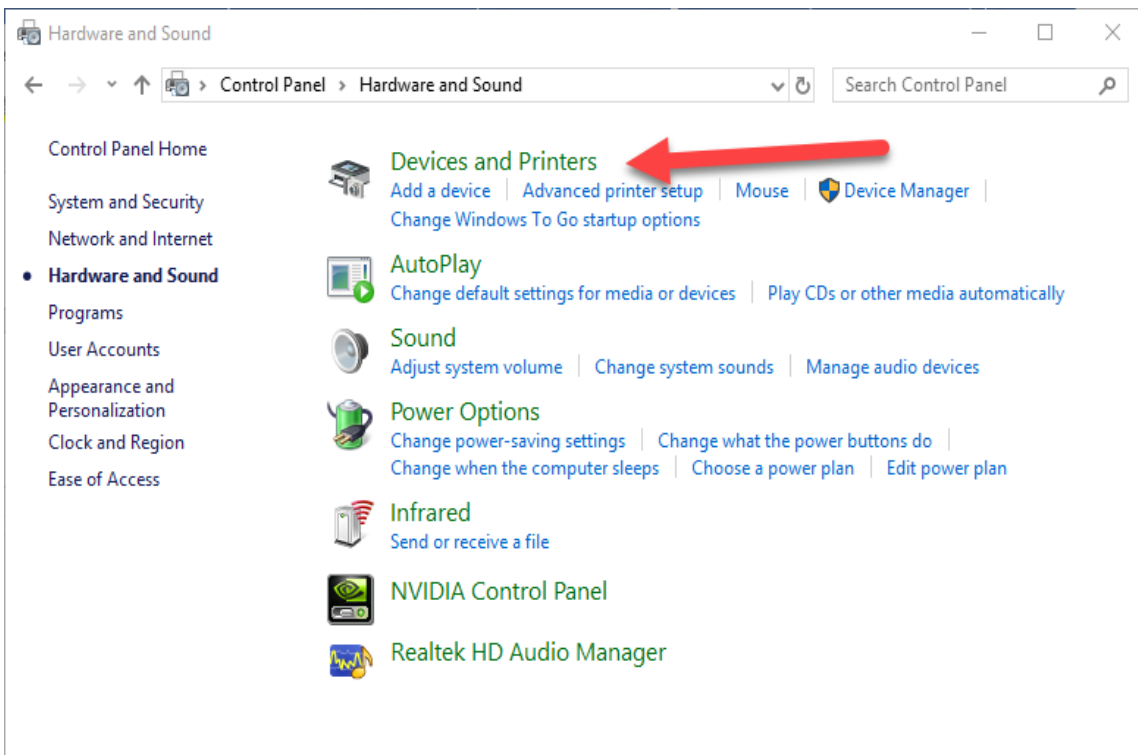 Hardware and Sound
Control Panel > Hardware and Sound
Search Control Panel
Control Panel Home
System and Security
Network and Internet
Hardware and Sound
Programs
User Accounts
Appearance and
Personalization
Clock and Region
Ease of Access
Devices and Printers
Add a device | Advanced printer setup | Mouse | Device Manager |
Change Windows To Go startup options
AutoPlay
Change default settings for media or devices | Play CDs or other media automatically
Sound
Adjust system volume | Change system sounds | Manage audio devices
Power Options
Change power-saving settings | Change what the power buttons do |
Change when the computer sleeps | Choose a power plan | Edit power plan
Infrared
Send or receive a file
NVIDIA Control Panel
Realtek HD Audio Manager